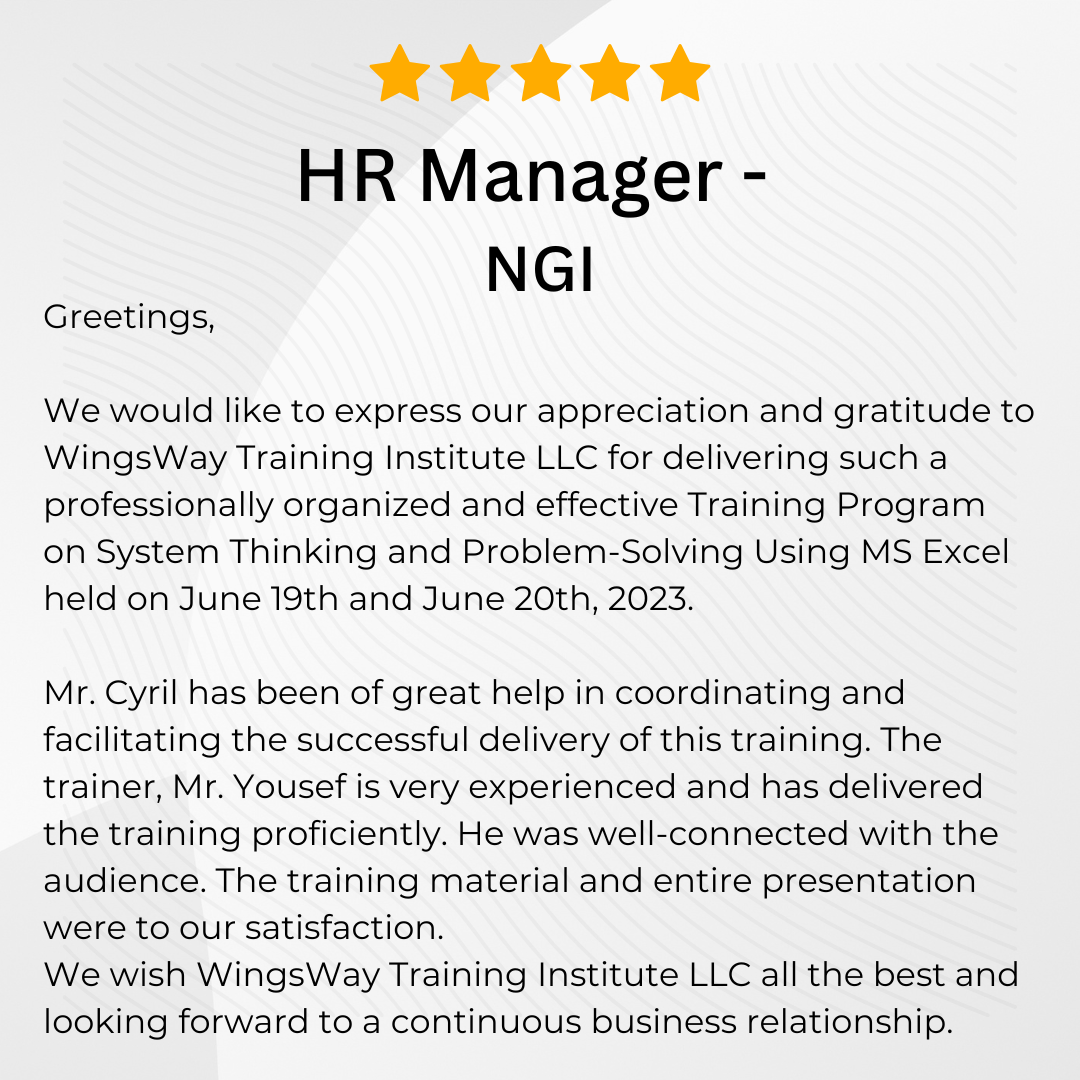 HR Manager -
NGI
Greetings,
We would like to express our appreciation and gratitude to
WingsWay Training Institute LLC for delivering such a
professionally organized and effective Training Program
on System Thinking and Problem-Solving Using MS Excel
held on June 19th and June 20th, 2023.
Mr. Cyril has been of great help in coordinating and
facilitating the successful delivery of this training. The
trainer, Mr. Yousef is very experienced and has delivered
the training proficiently. He was well-connected with the
audience. The training material and entire presentation
were to our satisfaction.
We wish WingsWay Training Institute LLC all the best and
looking forward to a continuous business relationship.